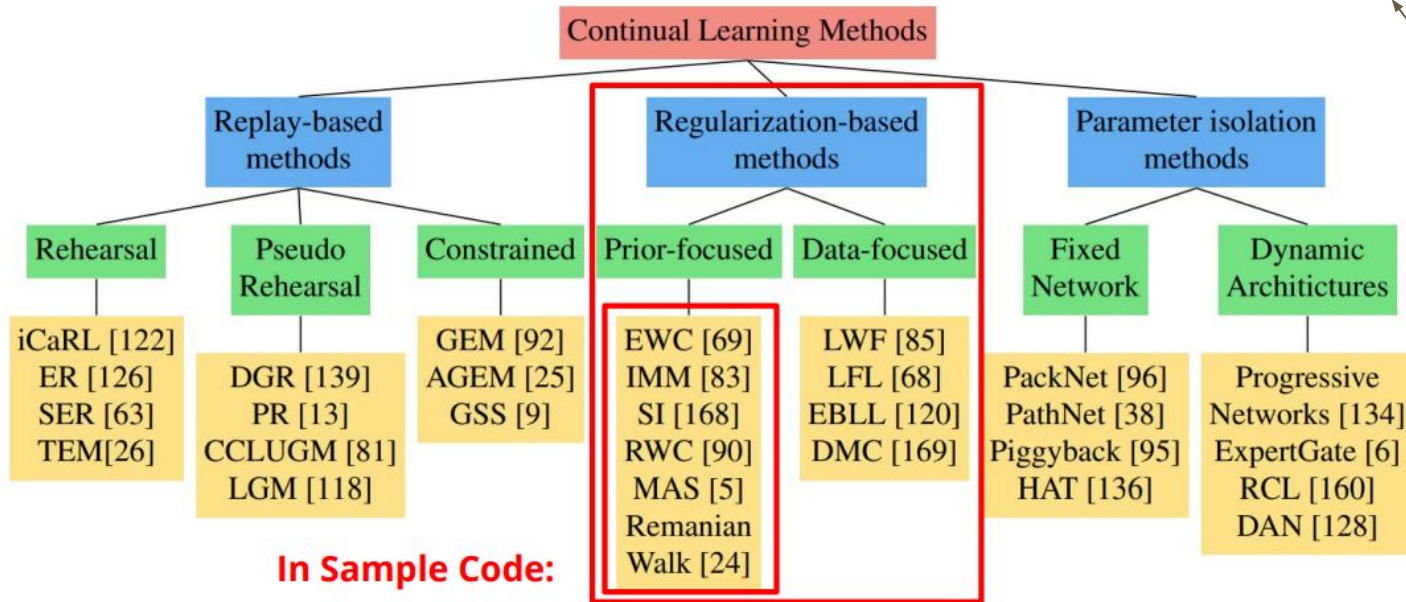 Continual Learning Methods
Replay-based
methods
Regularization-based
methods
Parameter isolation
methods
Rehearsal
Pseudo
Rehearsal
Constrained
Prior-focused
Data-focused
Fixed
Network
Dynamic
Architictures
iCaRL [122]
ER [126]
SER [63]
TEM[26]
DGR [139]
PR [13]
CCLUGM [81]
LGM [118]
GEM [92]
AGEM [25]
GSS [9]
EWC [69]
IMM [83]
SI [168]
RWC [90]
MAS [5]
Remanian
Walk [24]
LWF [85]
LFL [68]
EBLL [120]
DMC [169]
PackNet [96]
PathNet [38]
Piggyback [95]
HAT [136]
Progressive
Networks [134]
ExpertGate [6]
RCL [160]
DAN [128]
In Sample Code: